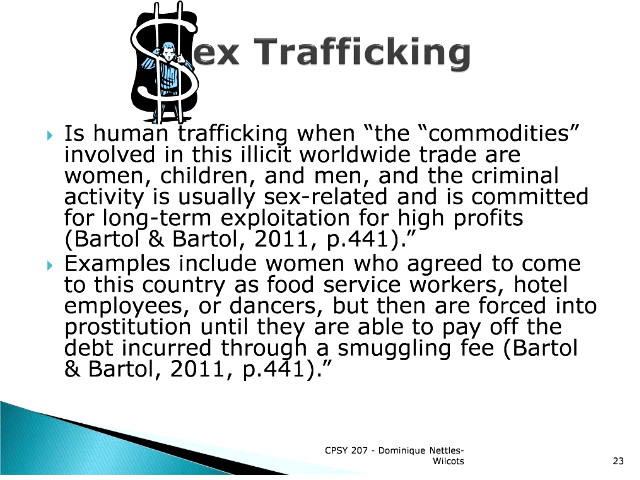 $ex Trafficking
Is human trafficking when “the “commodities”
involved in this illicit worldwide trade are
women, children, and men, and the criminal
activity is usually sex-related and is committed
for long-term exploitation for high profits
(Bartol & Bartol, 2011, p.441).”
Examples include women who agreed to come
to this country as food service workers, hotel
employees, or dancers, but then are forced into
prostitution until they are able to pay off the
debt incurred through a smuggling fee (Bartol
& Bartol, 2011, p.441).”
CPSY 207 - Dominique Nettles-
Wilcots
23